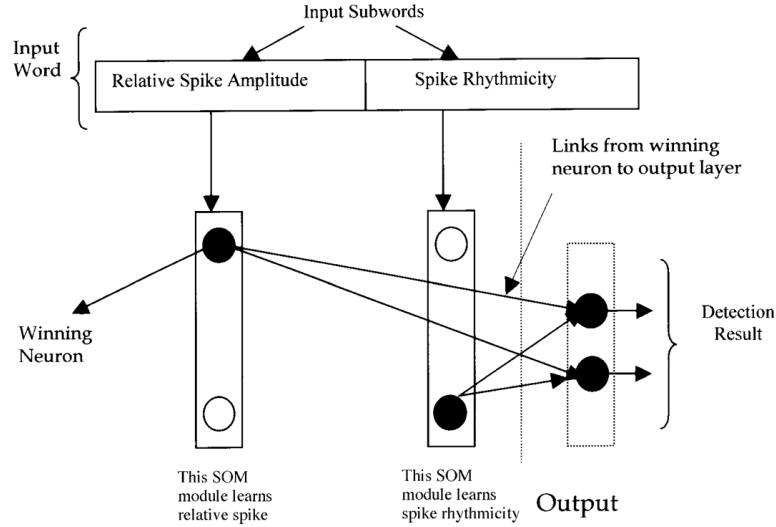 Input Subwords
Input
Word
Relative Spike Amplitude
Spike Rhythmicity
Links from winning
neuron to output layer
Winning
Neuron
Detection
Result
This SOM
module learns
relative spike
This SOM
module learns
spike rhythmicity
Output